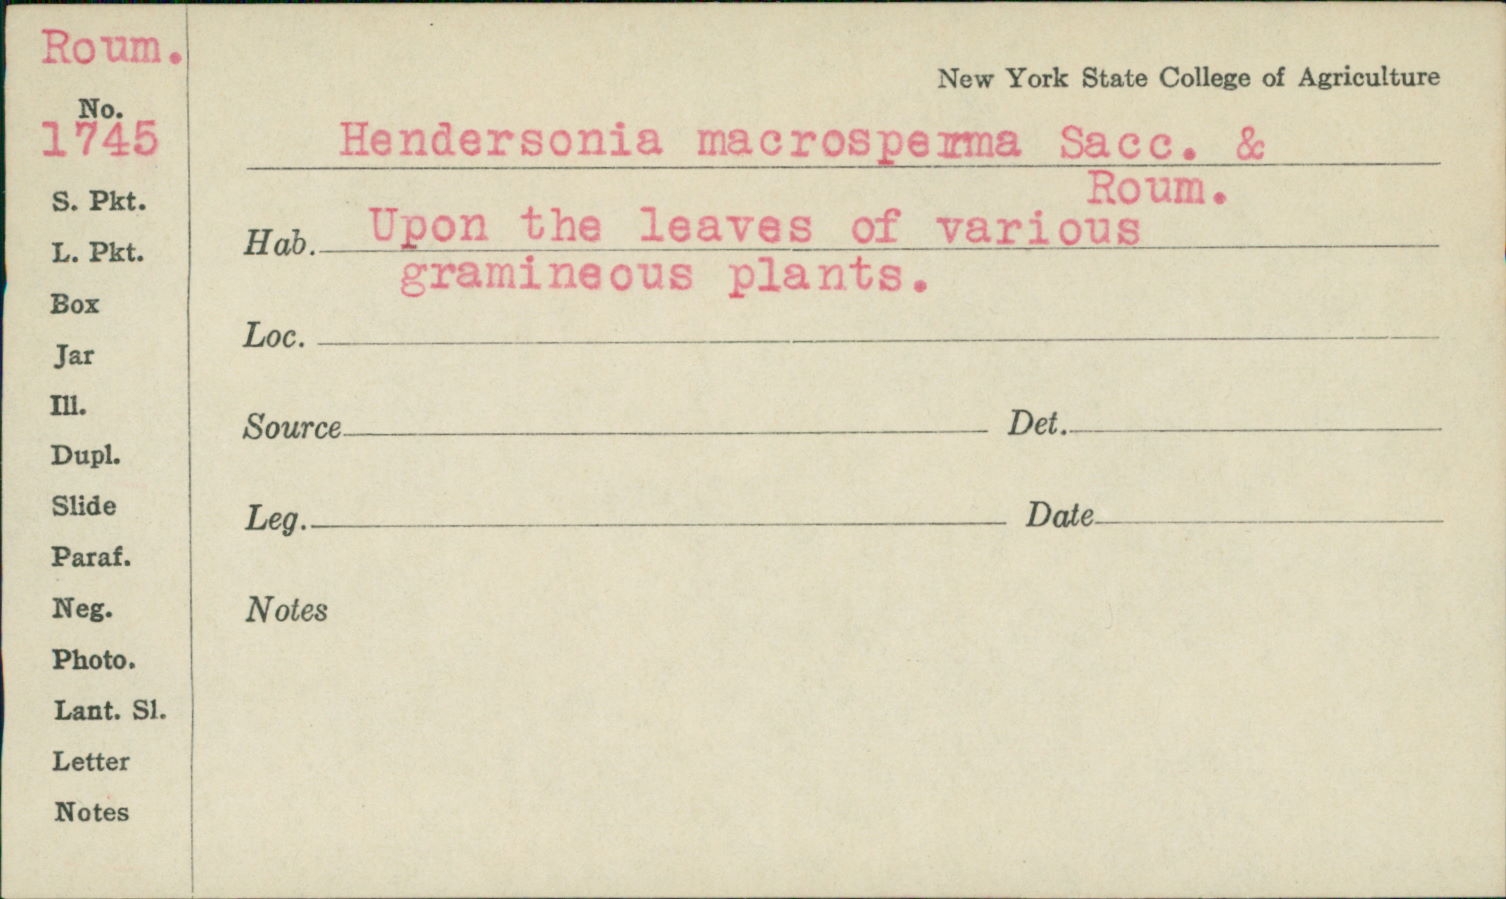 Roum.
No.
1745
S. Pkt.
L. Pkt.
Box
Jar
Ill.
Dupl.
Slide
Paraf.
Neg.
Photo.
Lant. Sl.
Letter
Notes
New York State College of Agriculture
Hendersonia macrosperma Sacc. &
Roum.
Hab. Upon the leaves of various
gramineous plants.
Loc.
Source Det.
Leg. Date
Notes